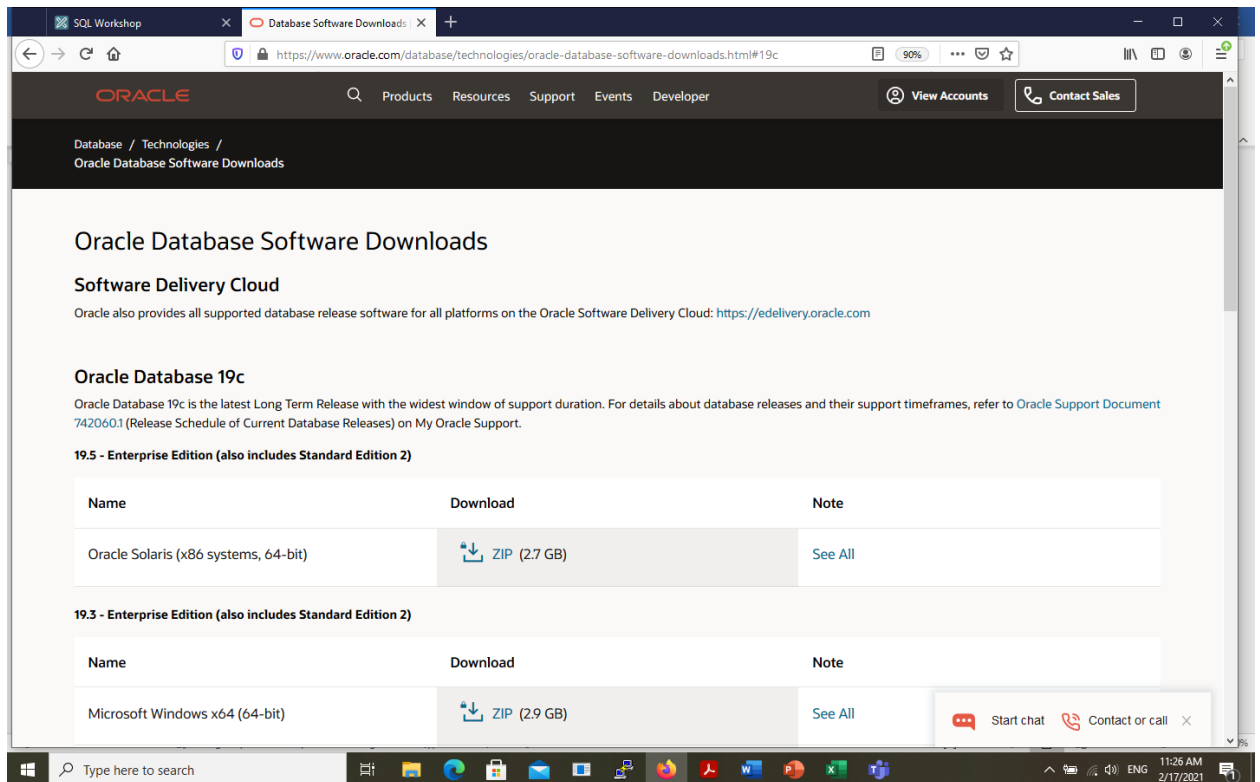 SQL Workshop
Database Software Downloads |
https://www.oracle.com/database/technologies/oracle-database-software-downloads.html#19c
90%
ORACLE
Products Resources Support Events Developer
View Accounts
Contact Sales
Database / Technologies /
Oracle Database Software Downloads
Oracle Database Software Downloads
Software Delivery Cloud
Oracle also provides all supported database release software for all platforms on the Oracle Software Delivery Cloud: https://edelivery.oracle.com
Oracle Database 19c
Oracle Database 19c is the latest Long Term Release with the widest window of support duration. For details about database releases and their support timeframes, refer to Oracle Support Document
742060.1 (Release Schedule of Current Database Releases) on My Oracle Support.
19.5 - Enterprise Edition (also includes Standard Edition 2)
Name Download Note
Oracle Solaris (x86 systems, 64-bit) ZIP (2.7 GB) See All
19.3 - Enterprise Edition (also includes Standard Edition 2)
Name Download Note
Microsoft Windows x64 (64-bit) ZIP (2.9 GB) See All
Start chat Contact or call
Type here to search
ENG
11:26 AM
2/17/2021